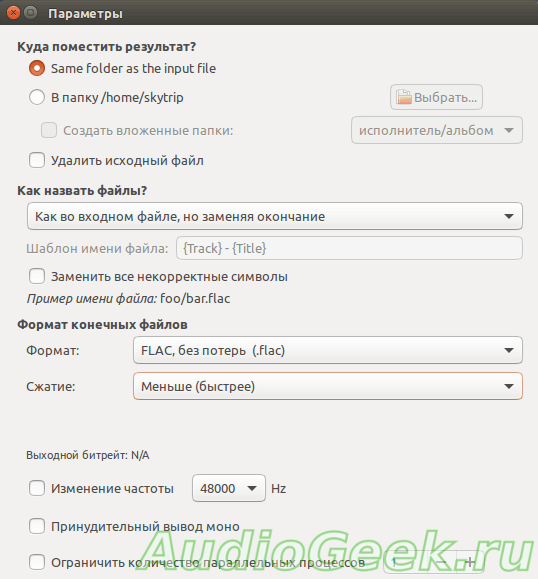 Параметры
Куда поместить результат?
Same folder as the input file
В папку /home/skytrip
Выбрать...
Создать вложенные папки:
исполнитель/альбом
Удалить исходный файл
Как назвать файлы?
Как во входном файле, но заменяя окончание
Шаблон имени файла:
{Track} - {Title}
Заменить все некорректные символы
Пример имени файла: foo/bar.flac
Формат конечных файлов
Формат:
FLAC, без потерь (.flac)
Сжатие:
Меньше (быстрее)
Выходной битрейт: N/A
Изменение частоты
48000
Hz
Принудительный вывод моно
AudioGeek.ru
Ограничить количество параллельных процессов
1